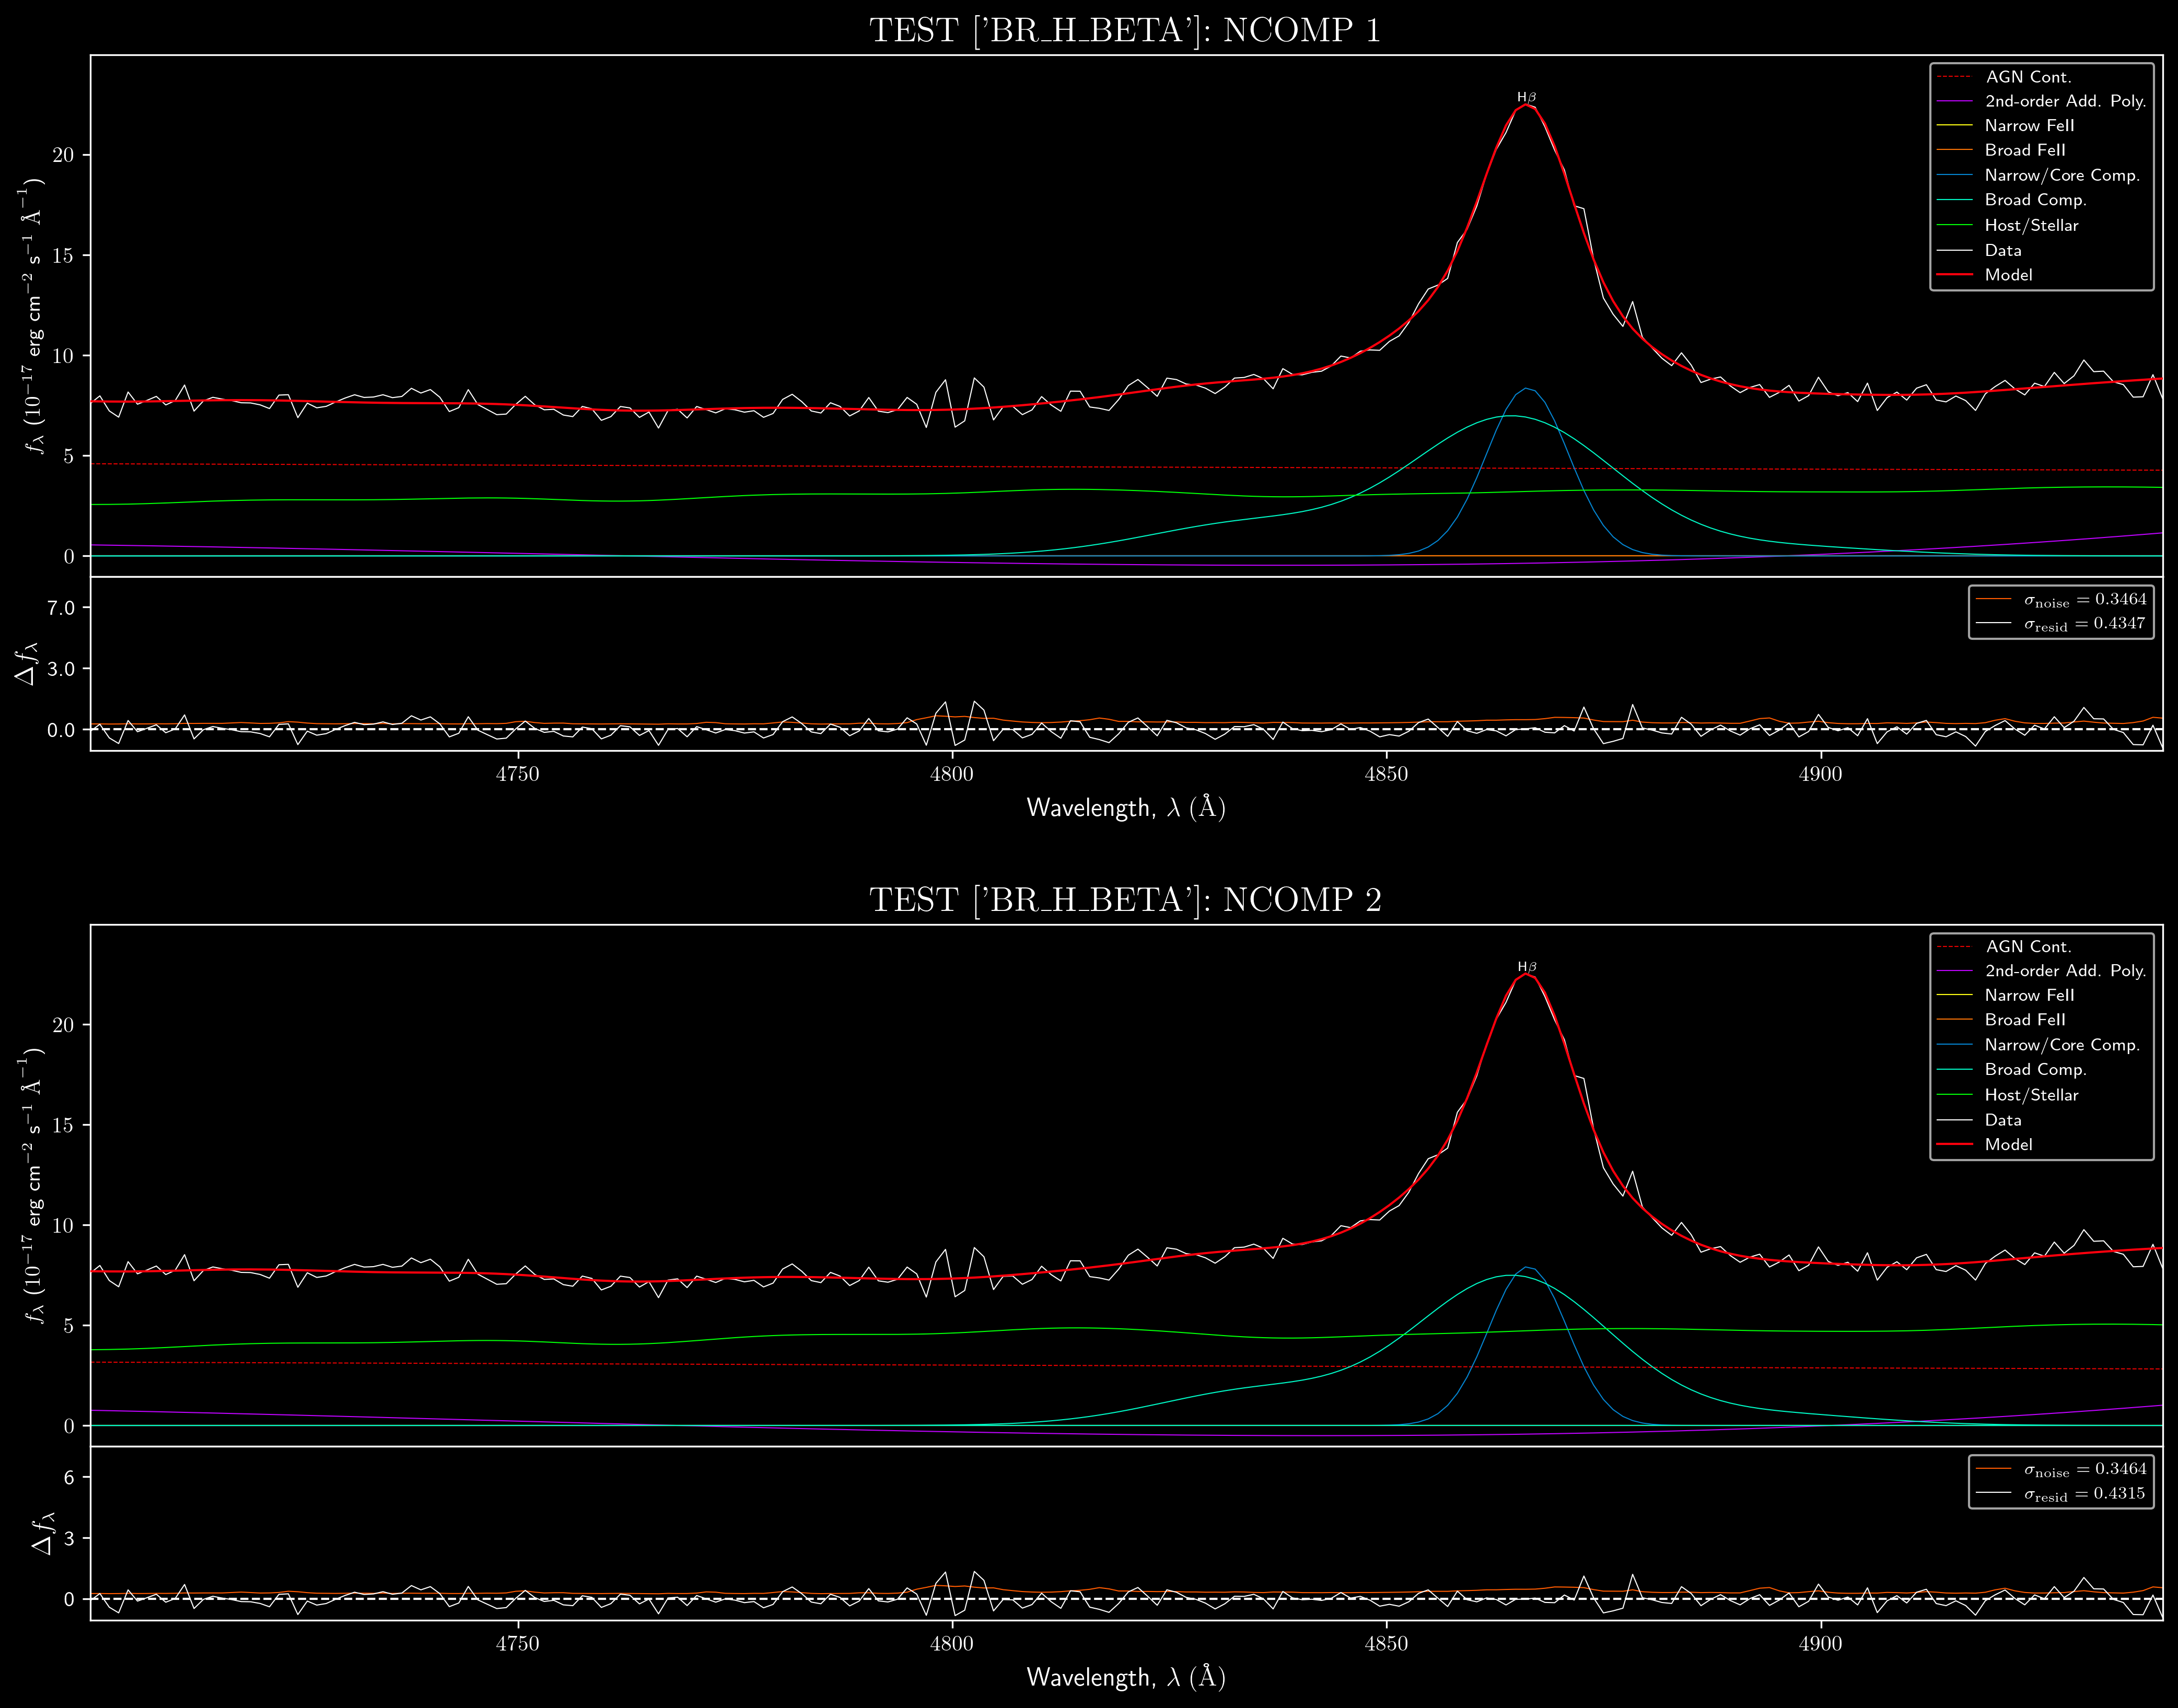 TEST ['BR_H_BETA']: NCOMP 1
Hβ
AGN Cont.
2nd-order Add. Poly.
Narrow FeII
Broad FeII
Narrow/Core Comp.
Broad Comp.
Host/Stellar
Data
Model
fλ (10⁻¹⁷ erg cm⁻² s⁻¹ Å⁻¹)
20
15
10
5
0
σnoise = 0.3464
σresid = 0.4347
Δfλ
7.0
3.0
0.0
4750 4800 4850 4900
Wavelength, λ (Å)
TEST ['BR_H_BETA']: NCOMP 2
Hβ
AGN Cont.
2nd-order Add. Poly.
Narrow FeII
Broad FeII
Narrow/Core Comp.
Broad Comp.
Host/Stellar
Data
Model
fλ (10⁻¹⁷ erg cm⁻² s⁻¹ Å⁻¹)
20
15
10
5
0
σnoise = 0.3464
σresid = 0.4315
Δfλ
6
3
0
4750 4800 4850 4900
Wavelength, λ (Å)